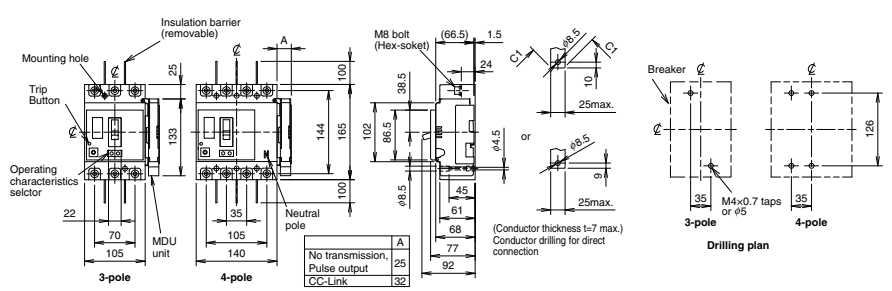 Insulation barrier
(removable)
Mounting hole
℄
℄
A
25
100
Trip
Button
℄
133
144
165
Operating
characteristics
selctor
100
22
35
70
105
105
140
MDU
unit
Neutral
pole
3-pole
4-pole
A
No transmission,
Pulse output
25
CC-Link
32
M8 bolt
(Hex-soket)
(66.5)
1.5
24
38.5
102
86.5
φ4.5
φ8.5
45
61
68
77
92
C1
φ8.5
C1
10
25max.
or
φ8.5
9
25max.
(Conductor thickness t=7 max.)
Conductor drilling for direct
connection
Breaker
℄
℄
℄
126
35
M4×0.7 taps
or φ5
35
3-pole
4-pole
Drilling plan